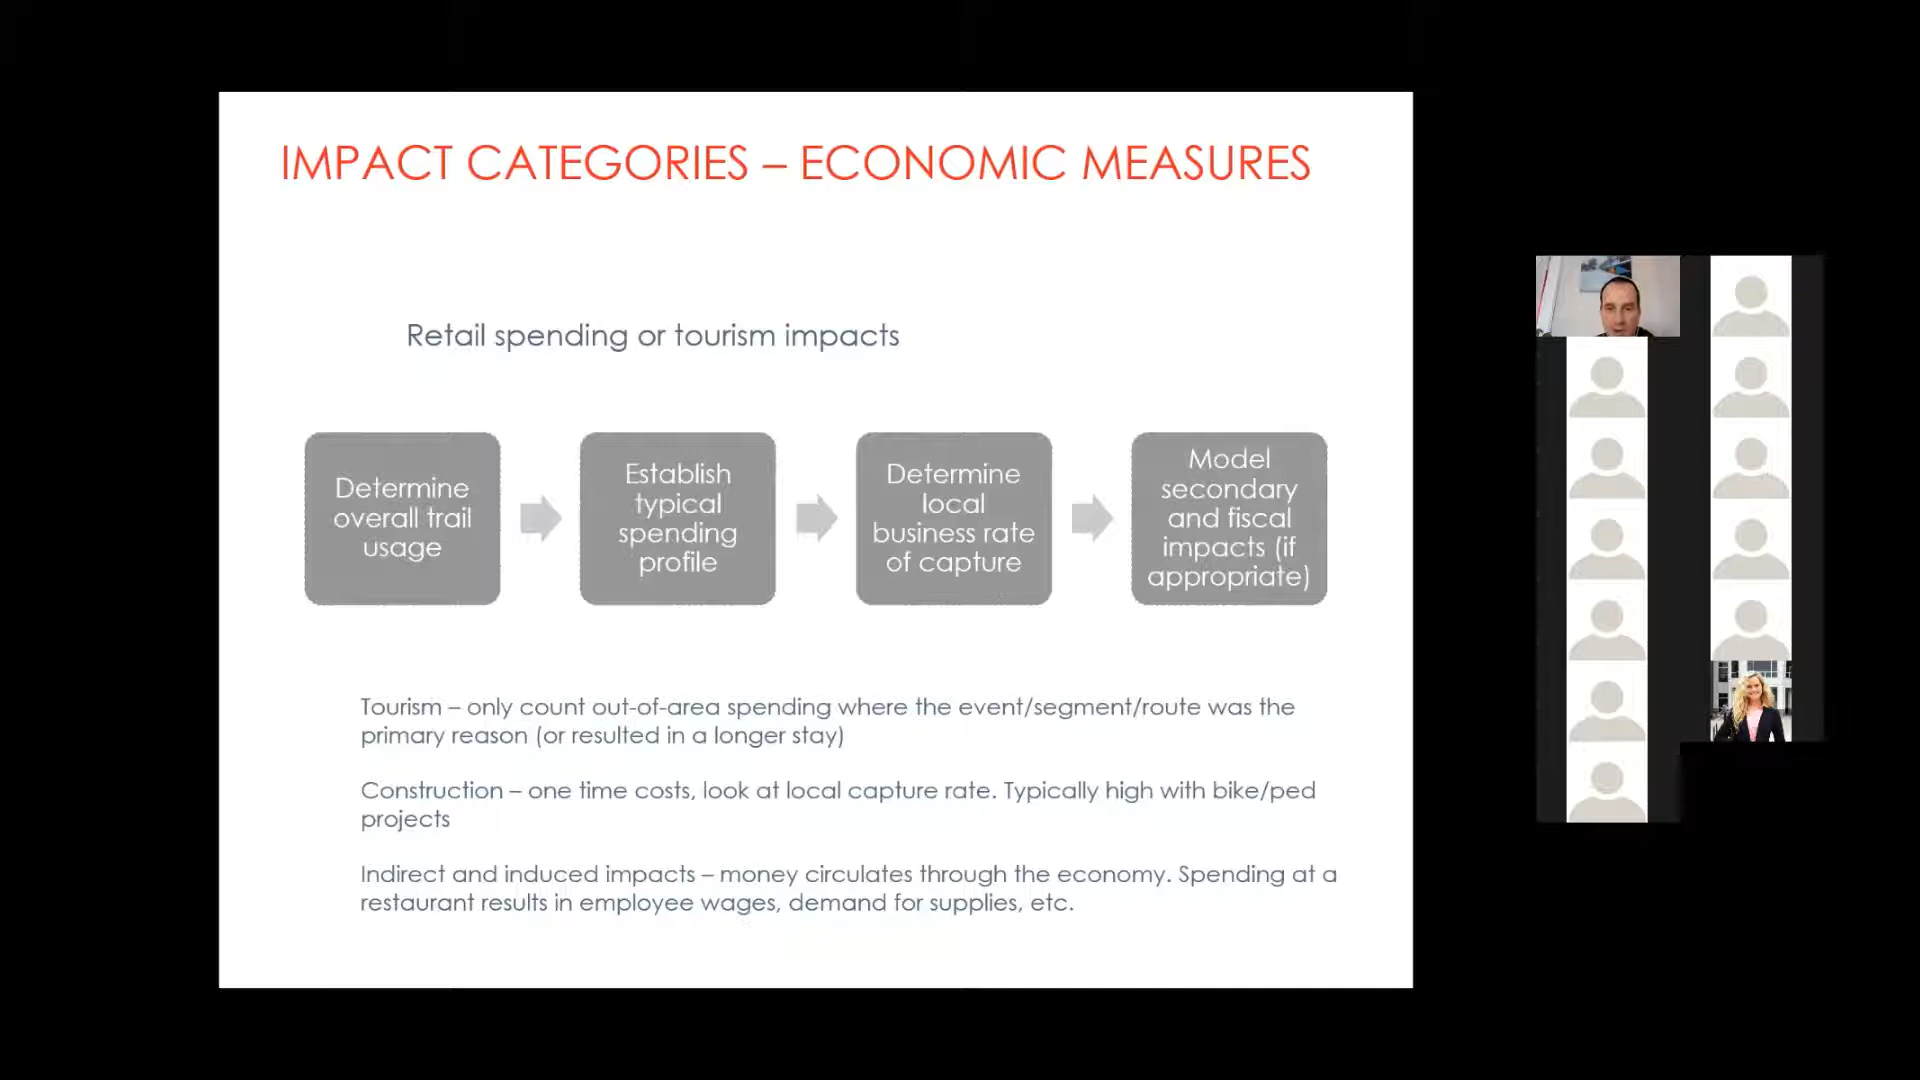 IMPACT CATEGORIES – ECONOMIC MEASURES
Retail spending or tourism impacts
Determine
overall trail
usage
Establish
typical
spending
profile
Determine
local
business rate
of capture
Model
secondary
and fiscal
impacts (if
appropriate)
Tourism – only count out-of-area spending where the event/segment/route was the
primary reason (or resulted in a longer stay)
Construction – one time costs, look at local capture rate. Typically high with bike/ped
projects
Indirect and induced impacts – money circulates through the economy. Spending at a
restaurant results in employee wages, demand for supplies, etc.